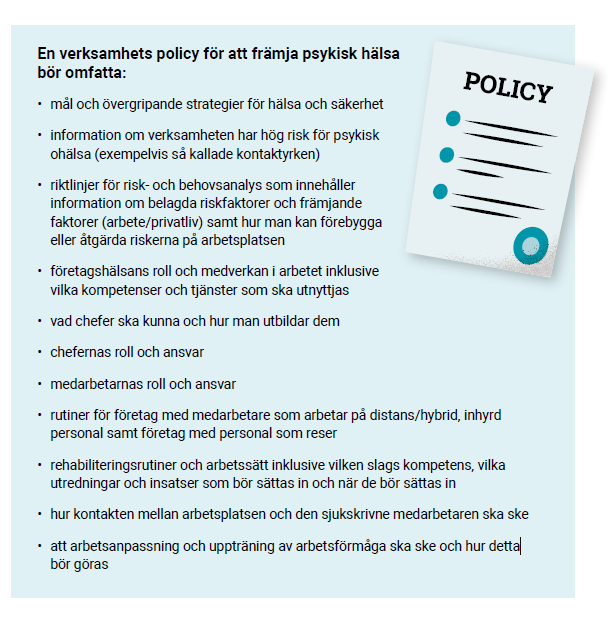 En verksamhets policy för att främja psykisk hälsa
bör omfatta:
POLICY
• mål och övergripande strategier för hälsa och säkerhet
• information om verksamheten har hög risk för psykisk
ohälsa (exempelvis så kallade kontaktyrken)
• riktlinjer för risk- och behovsanalys som innehåller
information om belagda riskfaktorer och främjande
faktorer (arbete/privatliv) samt hur man kan förebygga
eller åtgärda riskerna på arbetsplatsen
• företagshälsans roll och medverkan i arbetet inklusive
vilka kompetenser och tjänster som ska utnyttjas
• vad chefer ska kunna och hur man utbildar dem
• chefernas roll och ansvar
• medarbetarnas roll och ansvar
• rutiner för företag med medarbetare som arbetar på distans/hybrid, inhyrd
personal samt företag med personal som reser
• rehabiliteringsrutiner och arbetssätt inklusive vilken slags kompetens, vilka
utredningar och insatser som bör sättas in och när de bör sättas in
• hur kontakten mellan arbetsplatsen och den sjukskrivne medarbetaren ska ske
• att arbetsanpassning och uppträning av arbetsförmåga ska ske och hur detta
bör göras